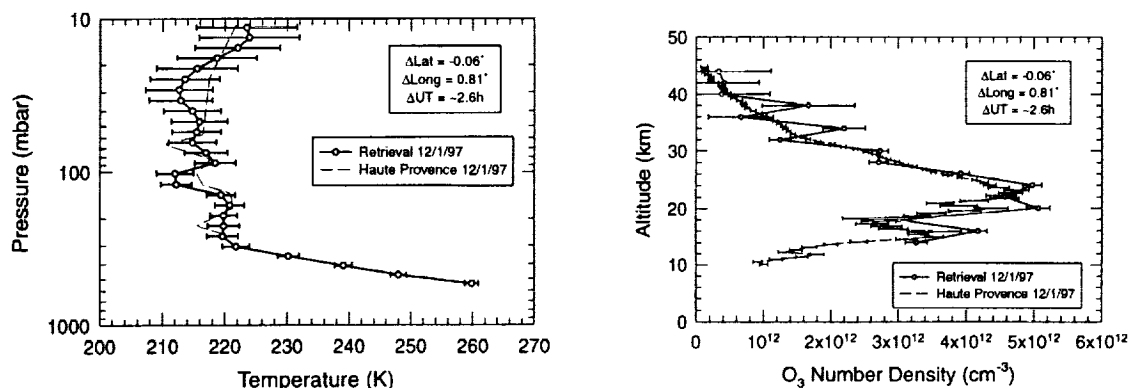 10
100
1000
Pressure (mbar)
ΔLat = -0.06°
ΔLong = 0.81°
ΔUT = ~2.6h
Retrieval 12/1/97
Haute Provence 12/1/97
200 210 220 230 240 250 260 270
Temperature (K)
50
40
30
20
10
0
Altitude (km)
ΔLat = -0.06°
ΔLong = 0.81°
ΔUT = ~2.6h
Retrieval 12/1/97
Haute Provence 12/1/97
0 10¹² 2x10¹² 3x10¹² 4x10¹² 5x10¹² 6x10¹²
O₃ Number Density (cm⁻³)